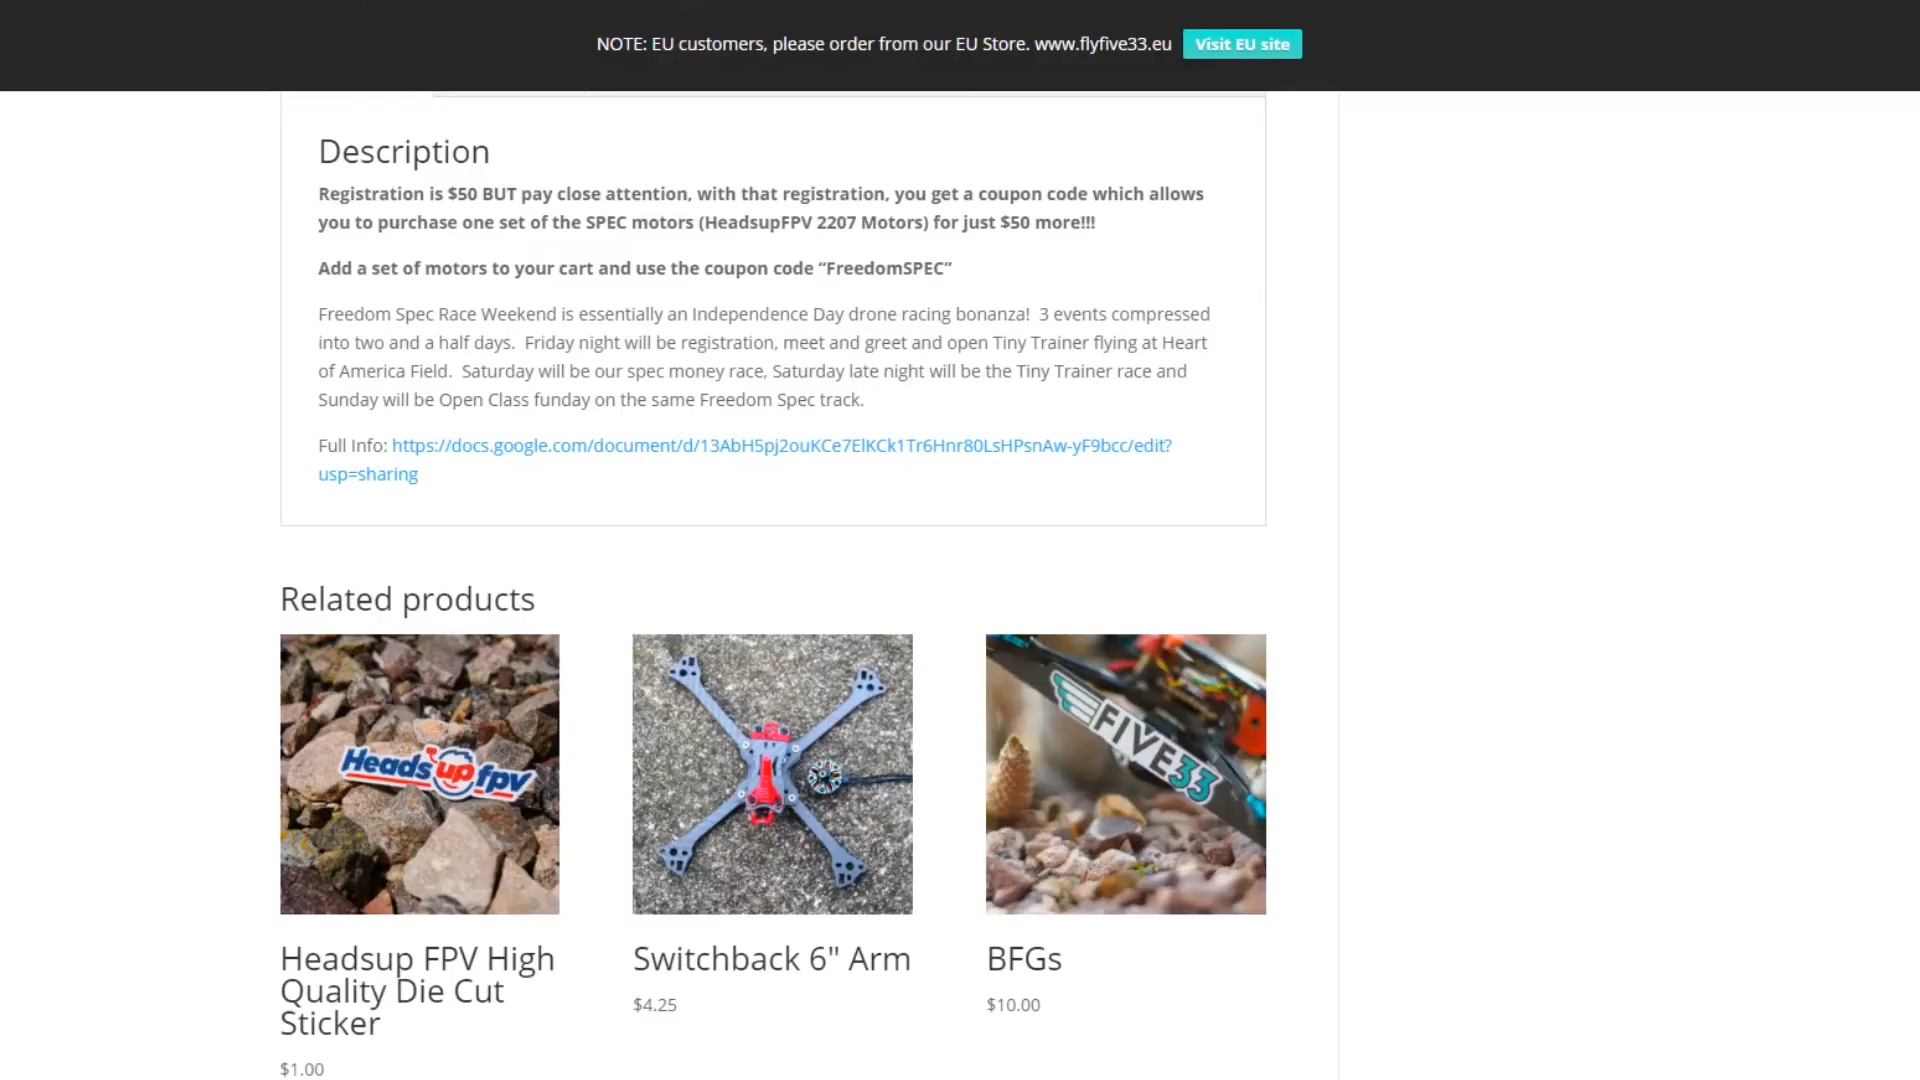 NOTE: EU customers, please order from our EU Store. www.flyfive33.eu Visit EU site
Description
Registration is $50 BUT pay close attention, with that registration, you get a coupon code which allows
you to purchase one set of the SPEC motors (HeadsupFPV 2207 Motors) for just $50 more!!!
Add a set of motors to your cart and use the coupon code “FreedomSPEC”
Freedom Spec Race Weekend is essentially an Independence Day drone racing bonanza!  3 events compressed
into two and a half days.  Friday night will be registration, meet and greet and open Tiny Trainer flying at Heart
of America Field.  Saturday will be our spec money race, Saturday late night will be the Tiny Trainer race and
Sunday will be Open Class funday on the same Freedom Spec track.
Full Info: https://docs.google.com/document/d/13AbH5pj2ouKCe7ElKCk1Tr6Hnr80LsHPsnAw-yF9bcc/edit?
usp=sharing
Related products
Headsup fpv
FIVE33
Headsup FPV High
Quality Die Cut
Sticker
$1.00
Switchback 6" Arm
$4.25
BFGs
$10.00